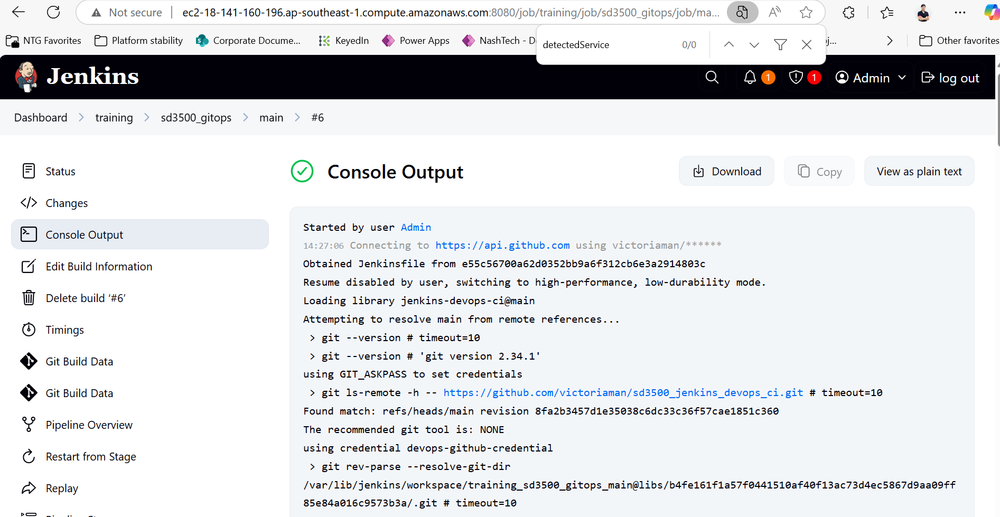 Not secure
ec2-18-141-160-196.ap-southeast-1.compute.amazonaws.com:8080/job/training/job/sd3500_gitops/job/ma...
NTG Favorites
Platform stability
Corporate Docume...
KeyedIn
Power Apps
NashTech - D
Other favorites
detectedService
0/0
Jenkins
1
1
Admin
log out
Dashboard
training
sd3500_gitops
main
#6
Status
Changes
Console Output
Edit Build Information
Delete build ‘#6’
Timings
Git Build Data
Git Build Data
Pipeline Overview
Restart from Stage
Replay
Console Output
Download
Copy
View as plain text
Started by user Admin
14:27:06 Connecting to https://api.github.com using victoriaman/******
Obtained Jenkinsfile from e55c56700a62d0352bb9a6f312cb6e3a2914803c
Resume disabled by user, switching to high-performance, low-durability mode.
Loading library jenkins-devops-ci@main
Attempting to resolve main from remote references...
> git --version # timeout=10
> git --version # 'git version 2.34.1'
using GIT_ASKPASS to set credentials
> git ls-remote -h -- https://github.com/victoriaman/sd3500_jenkins_devops_ci.git # timeout=10
Found match: refs/heads/main revision 8fa2b3457d1e35038c6dc33c36f57cae1851c360
The recommended git tool is: NONE
using credential devops-github-credential
> git rev-parse --resolve-git-dir
/var/lib/jenkins/workspace/training_sd3500_gitops_main@libs/b4fe161f1a57f0441510af40f13ac73d4ec5867d9aa09ff
85e84a016c9573b3a/.git # timeout=10